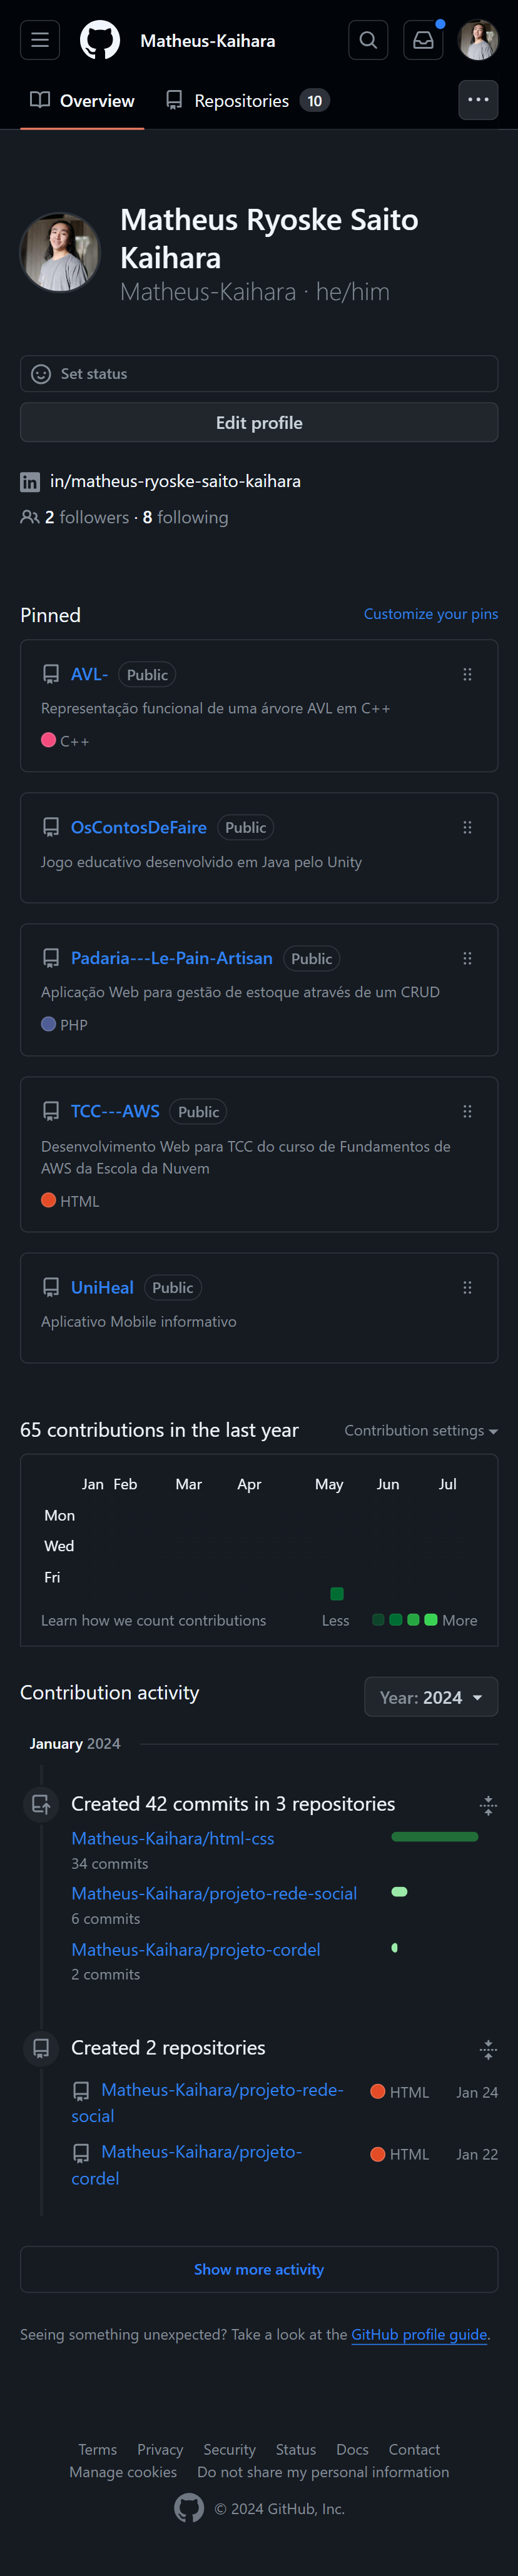 Matheus-Kaihara
Overview
Repositories 10
Matheus Ryoske Saito
Kaihara
Matheus-Kaihara · he/him
Set status
Edit profile
in/matheus-ryoske-saito-kaihara
2 followers · 8 following
Pinned
Customize your pins
AVL- Public
Representação funcional de uma árvore AVL em C++
C++
OsContosDeFaire Public
Jogo educativo desenvolvido em Java pelo Unity
Padaria---Le-Pain-Artisan Public
Aplicação Web para gestão de estoque através de um CRUD
PHP
TCC---AWS Public
Desenvolvimento Web para TCC do curso de Fundamentos de
AWS da Escola da Nuvem
HTML
UniHeal Public
Aplicativo Mobile informativo
65 contributions in the last year
Contribution settings
Jan Feb Mar Apr May Jun Jul
Mon
Wed
Fri
Learn how we count contributions
Less More
Contribution activity
Year: 2024
January 2024
Created 42 commits in 3 repositories
Matheus-Kaihara/html-css
34 commits
Matheus-Kaihara/projeto-rede-social
6 commits
Matheus-Kaihara/projeto-cordel
2 commits
Created 2 repositories
Matheus-Kaihara/projeto-rede-
social
HTML Jan 24
Matheus-Kaihara/projeto-
cordel
HTML Jan 22
Show more activity
Seeing something unexpected? Take a look at the GitHub profile guide.
Terms Privacy Security Status Docs Contact
Manage cookies Do not share my personal information
© 2024 GitHub, Inc.